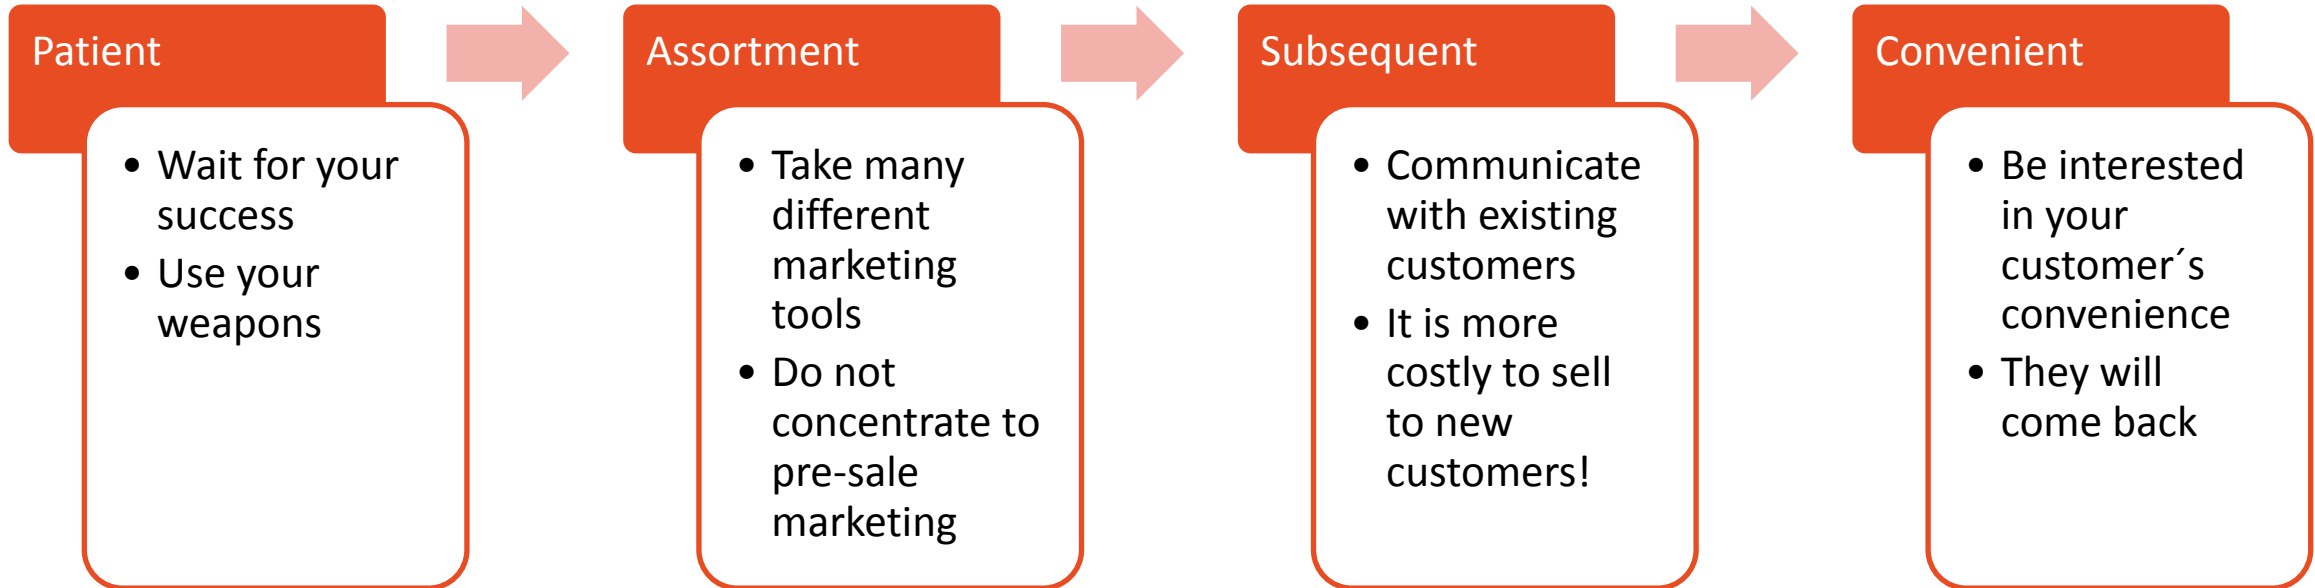 Patient
• Wait for your
success
• Use your
weapons
Assortment
• Take many
different
marketing
tools
• Do not
concentrate to
pre-sale
marketing
Subsequent
• Communicate
with existing
customers
• It is more
costly to sell
to new
customers!
Convenient
• Be interested
in your
customer´s
convenience
• They will
come back